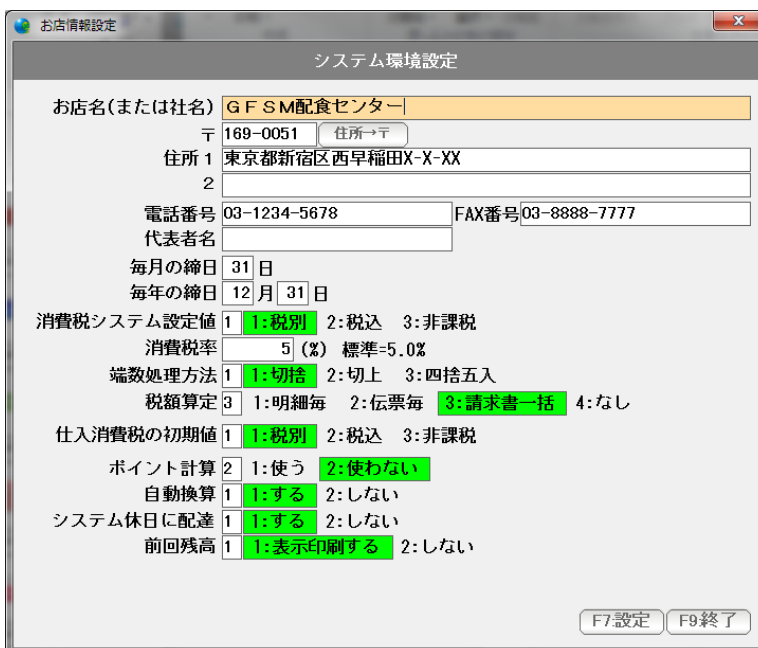 お店情報設定
システム環境設定
お店名(または社名) ＧＦＳＭ配食センター
〒 169-0051 住所→〒
住所1 東京都新宿区西早稲田X-X-XX
2
電話番号 03-1234-5678 FAX番号 03-8888-7777
代表者名
毎月の締日 31 日
毎年の締日 12 月 31 日
消費税システム設定値 1 1:税別 2:税込 3:非課税
消費税率 5 (%) 標準=5.0%
端数処理方法 1 1:切捨 2:切上 3:四捨五入
税額算定 3 1:明細毎 2:伝票毎 3:請求書一括 4:なし
仕入消費税の初期値 1 1:税別 2:税込 3:非課税
ポイント計算 2 1:使う 2:使わない
自動換算 1 1:する 2:しない
システム休日に配達 1 1:する 2:しない
前回残高 1 1:表示印刷する 2:しない
F7:設定 F9:終了